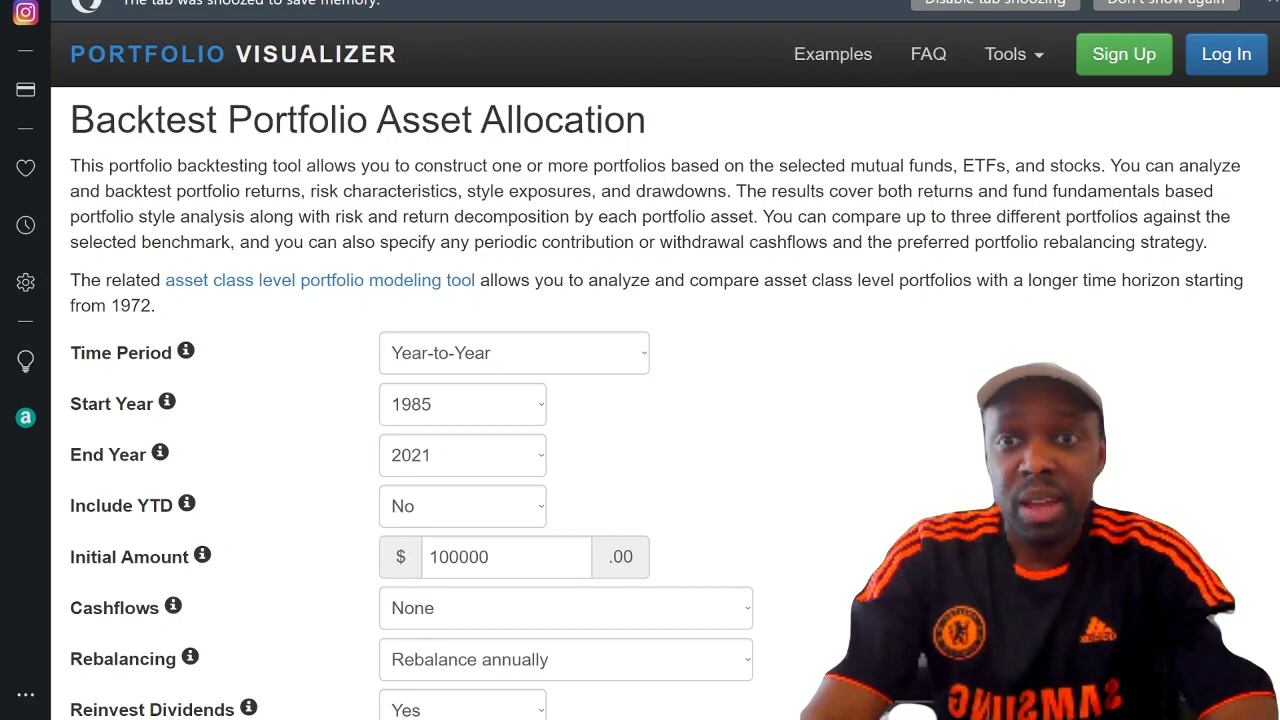 The tab was snoozed to save memory.
Disable tab snoozing
Don't show again
PORTFOLIO VISUALIZER
Examples
FAQ
Tools
Sign Up
Log In
Backtest Portfolio Asset Allocation
This portfolio backtesting tool allows you to construct one or more portfolios based on the selected mutual funds, ETFs, and stocks. You can analyze
and backtest portfolio returns, risk characteristics, style exposures, and drawdowns. The results cover both returns and fund fundamentals based
portfolio style analysis along with risk and return decomposition by each portfolio asset. You can compare up to three different portfolios against the
selected benchmark, and you can also specify any periodic contribution or withdrawal cashflows and the preferred portfolio rebalancing strategy.
The related asset class level portfolio modeling tool allows you to analyze and compare asset class level portfolios with a longer time horizon starting
from 1972.
Time Period
Year-to-Year
Start Year
1985
End Year
2021
Include YTD
No
Initial Amount
$ 100000 .00
Cashflows
None
Rebalancing
Rebalance annually
Reinvest Dividends
Yes
adidas
SAMSUNG